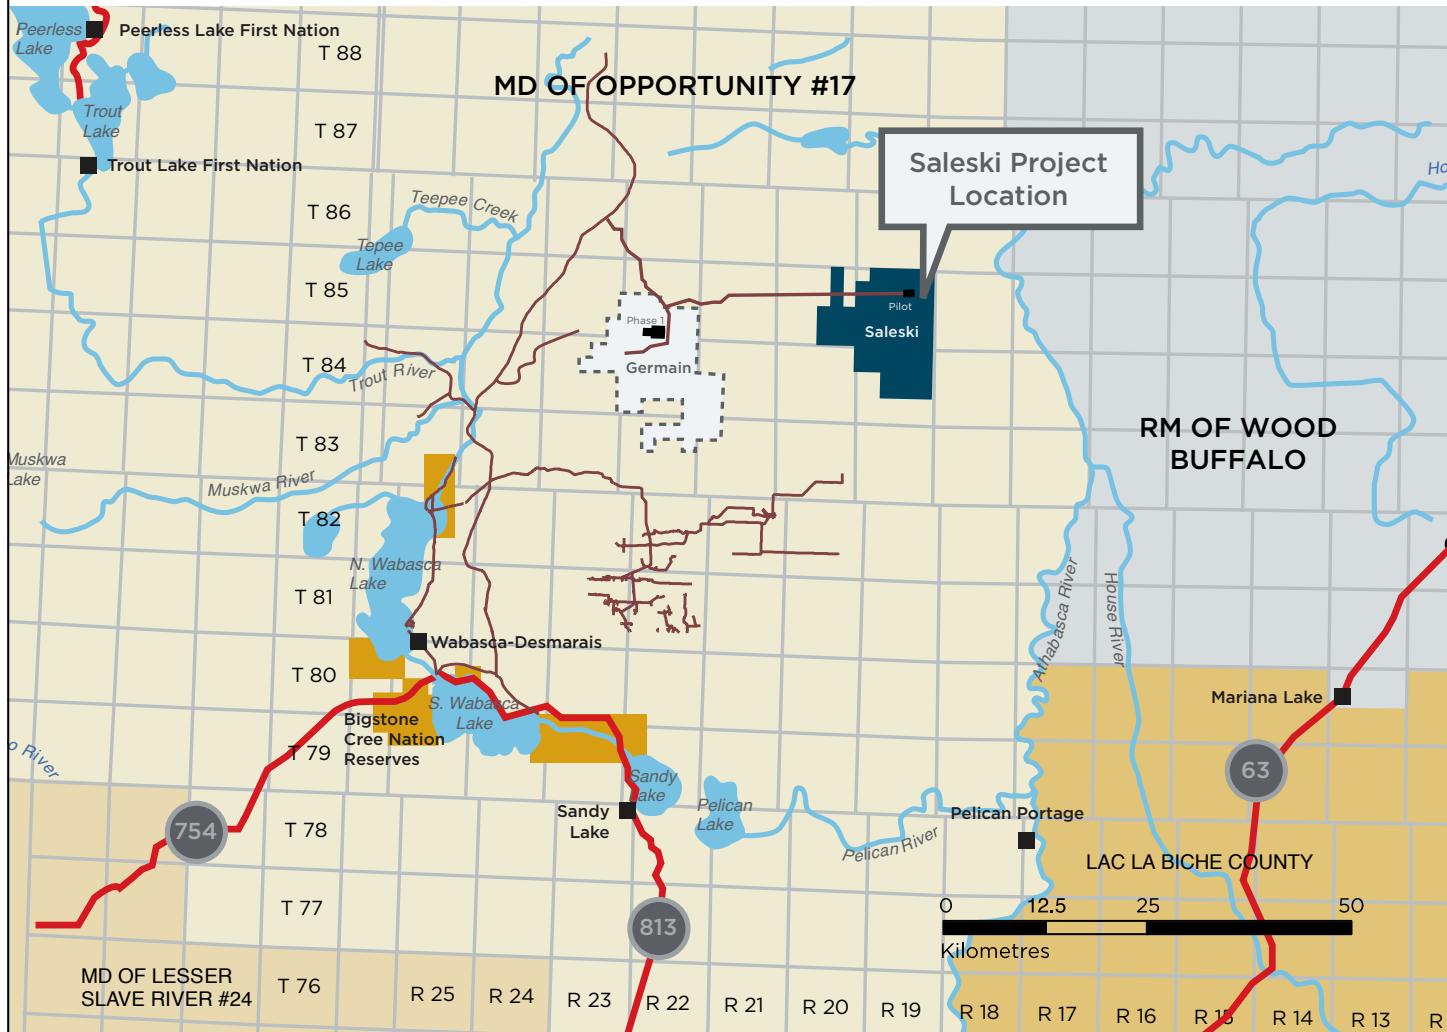 Peerless
Lake
Peerless Lake First Nation
T 88
MD OF OPPORTUNITY #17
Trout
Lake
T 87
Trout Lake First Nation
Saleski Project
Location
Teepee Creek
T 86
Tepee
Lake
T 85
Pilot
Saleski
Phase 1
Germain
T 84
Trout River
RM OF WOOD
BUFFALO
T 83
Muskwa
Lake
Muskwa River
T 82
N. Wabasca
Lake
T 81
Athabasca River
House River
Wabasca-Desmarais
T 80
Mariana Lake
S. Wabasca
Lake
Bigstone
Cree Nation
Reserves
T 79
River
63
Sandy
Lake
Pelican
Lake
Sandy
Lake
Pelican Portage
754
T 78
Pelican River
LAC LA BICHE COUNTY
T 77
0 12.5 25 50
Kilometres
813
MD OF LESSER
SLAVE RIVER #24
T 76
R 25 R 24 R 23 R 22 R 21 R 20 R 19 R 18 R 17 R 16 R 15 R 14 R 13 R